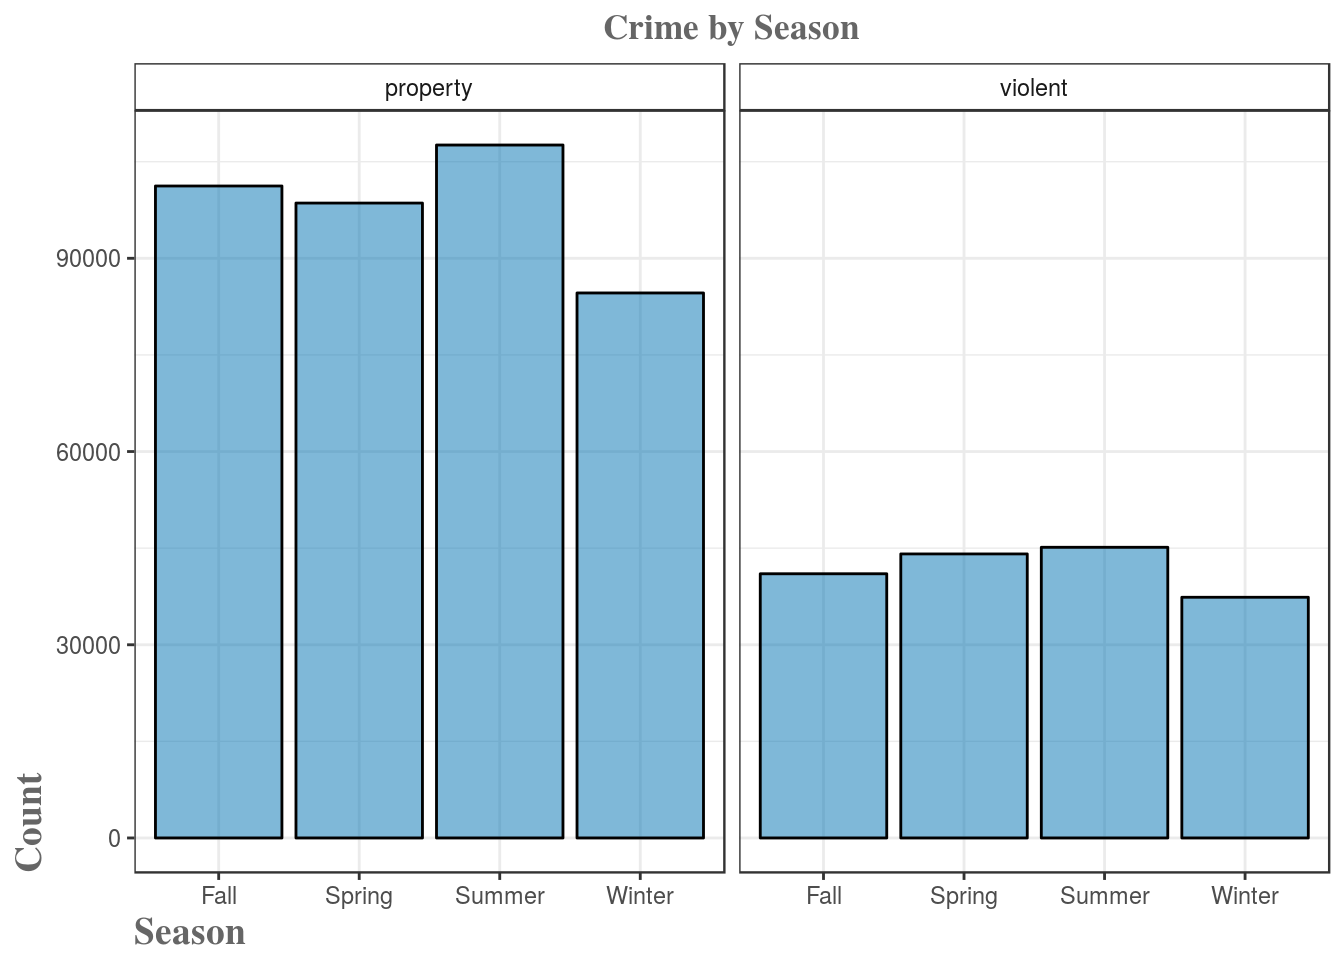 Crime by Season
property
violent
90000
60000
30000
0
Count
Fall Spring Summer Winter
Fall Spring Summer Winter
Season